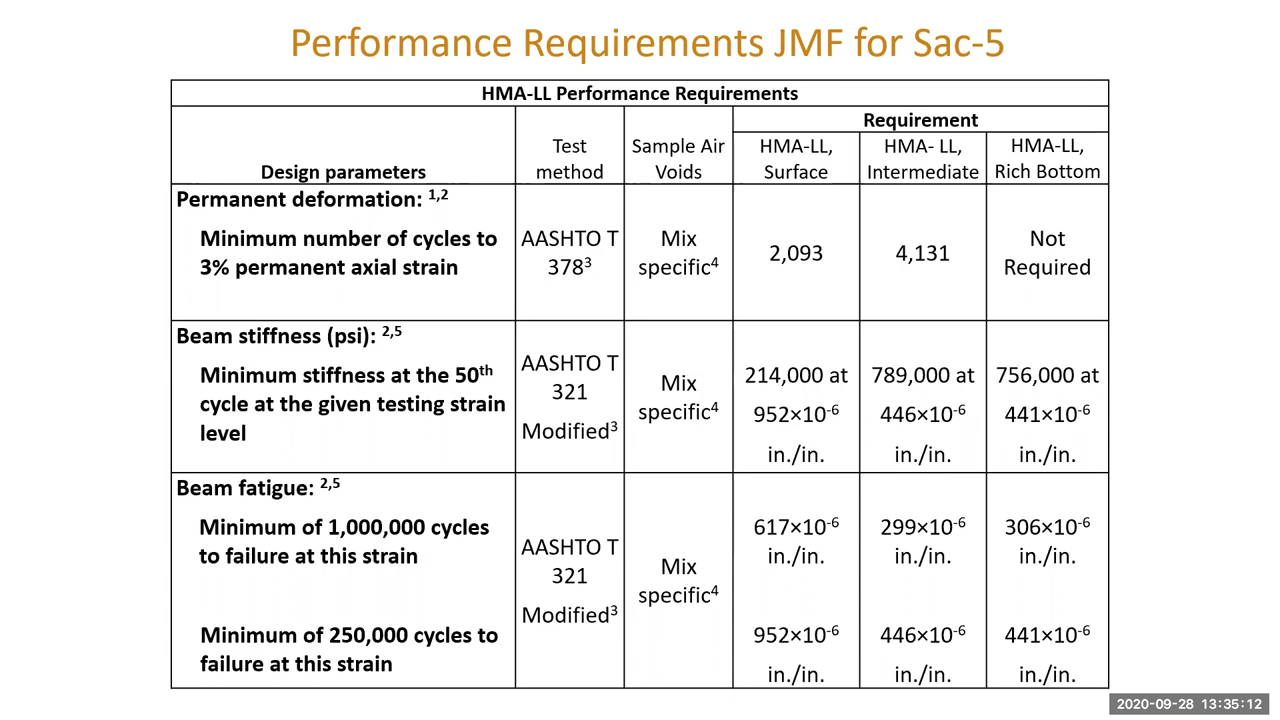 Performance Requirements JMF for Sac-5
HMA-LL Performance Requirements
Design parameters
Test
method
Sample Air
Voids
Requirement
HMA-LL,
Surface
HMA- LL,
Intermediate
HMA-LL,
Rich Bottom
Permanent deformation: 1,2
Minimum number of cycles to
3% permanent axial strain
AASHTO T
378³
Mix
specific⁴
2,093
4,131
Not
Required
Beam stiffness (psi): 2,5
Minimum stiffness at the 50th
cycle at the given testing strain
level
AASHTO T
321
Modified³
Mix
specific⁴
214,000 at
952×10⁻⁶
in./in.
789,000 at
446×10⁻⁶
in./in.
756,000 at
441×10⁻⁶
in./in.
Beam fatigue: 2,5
Minimum of 1,000,000 cycles
to failure at this strain
Minimum of 250,000 cycles to
failure at this strain
AASHTO T
321
Modified³
Mix
specific⁴
617×10⁻⁶
in./in.
299×10⁻⁶
in./in.
306×10⁻⁶
in./in.
952×10⁻⁶
in./in.
446×10⁻⁶
in./in.
441×10⁻⁶
in./in.
2020-09-28 13:35:12